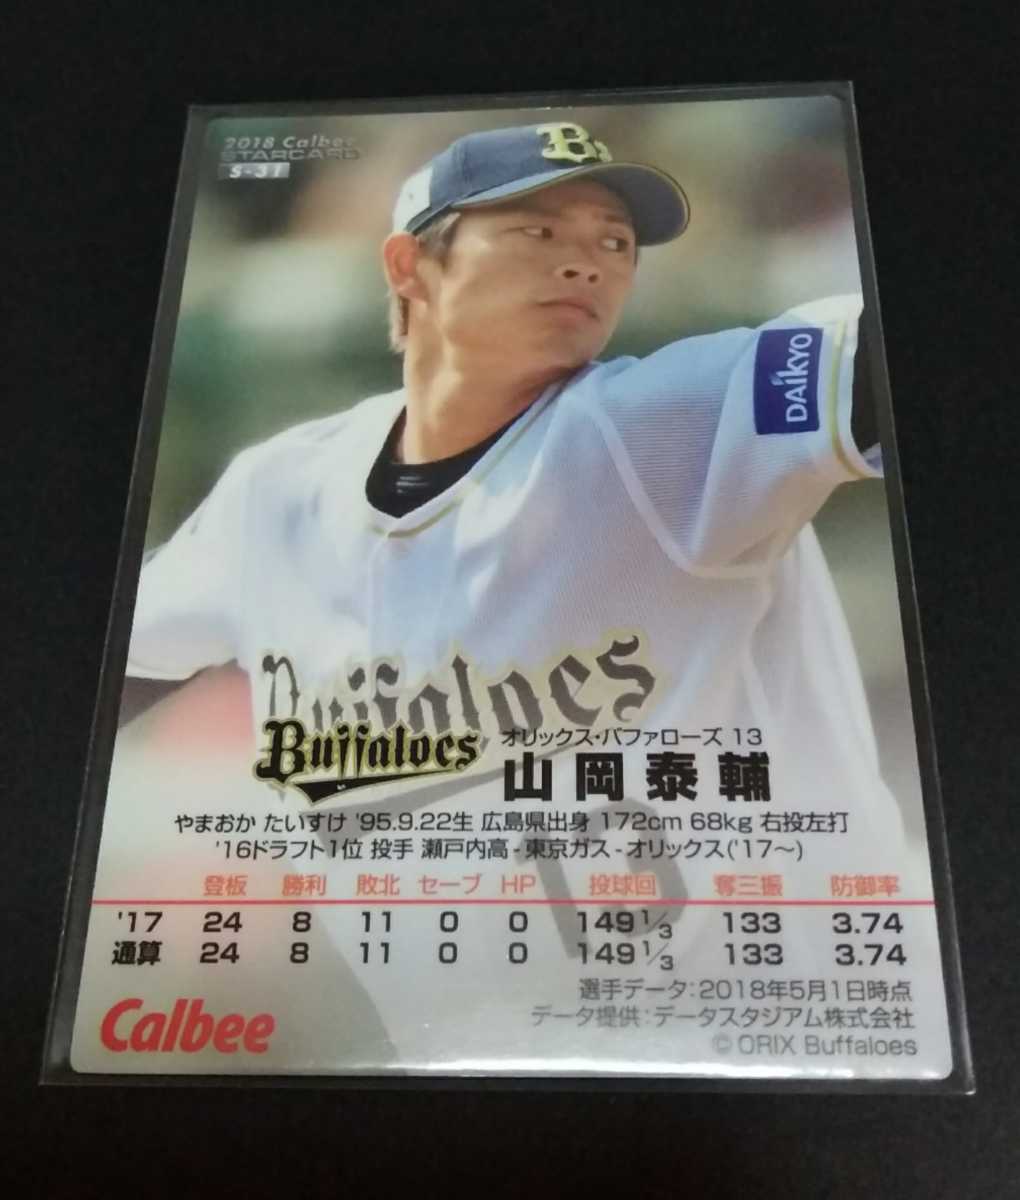 2018 Calbee
STARCARD
S-31
B
DAiKYO
Buffaloes
Buffaloes
オリックス・バファローズ 13
山岡泰輔
やまおか たいすけ '95.9.22生 広島県出身 172cm 68kg 右投左打
'16ドラフト1位 投手 瀬戸内高-東京ガス-オリックス('17～)
登板 勝利 敗北 セーブ HP 投球回 奪三振 防御率
'17 24 8 11 0 0 149 1/3 133 3.74
通算 24 8 11 0 0 149 1/3 133 3.74
選手データ:2018年5月1日時点
データ提供:データスタジアム株式会社
Calbee
© ORIX Buffaloes
13